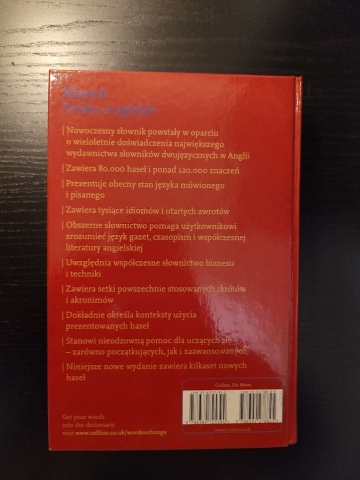 Słownik
| Nowoczesny słownik powstały w oparciu
o wieloletnie doświadczenia największego
wydawnictwa słowników dwujęzycznych w Anglii
| Zawiera 80.000 haseł i ponad 120.000 znaczeń
| Prezentuje obecny stan języka mówionego
i pisanego
| Zawiera tysiące idiomów i utartych zwrotów
| Obszerne słownictwo pomaga użytkownikowi
zrozumieć język gazet, czasopism i współczesnej
literatury angielskiej
| Uwzględnia współczesne słownictwo biznesu
i techniki
| Zawiera setki powszechnie stosowanych skrótów
i akronimów
| Dokładnie określa konteksty użycia
prezentowanych haseł
| Stanowi nieodzowną pomoc dla uczących się
– zarówno początkujących, jak i zaawansowanych
| Niniejsze nowe wydanie zawiera kilkaset nowych
haseł
Collins. Do More.
Get your words
into the dictionary.
visit www.collins.co.uk/wordexchange